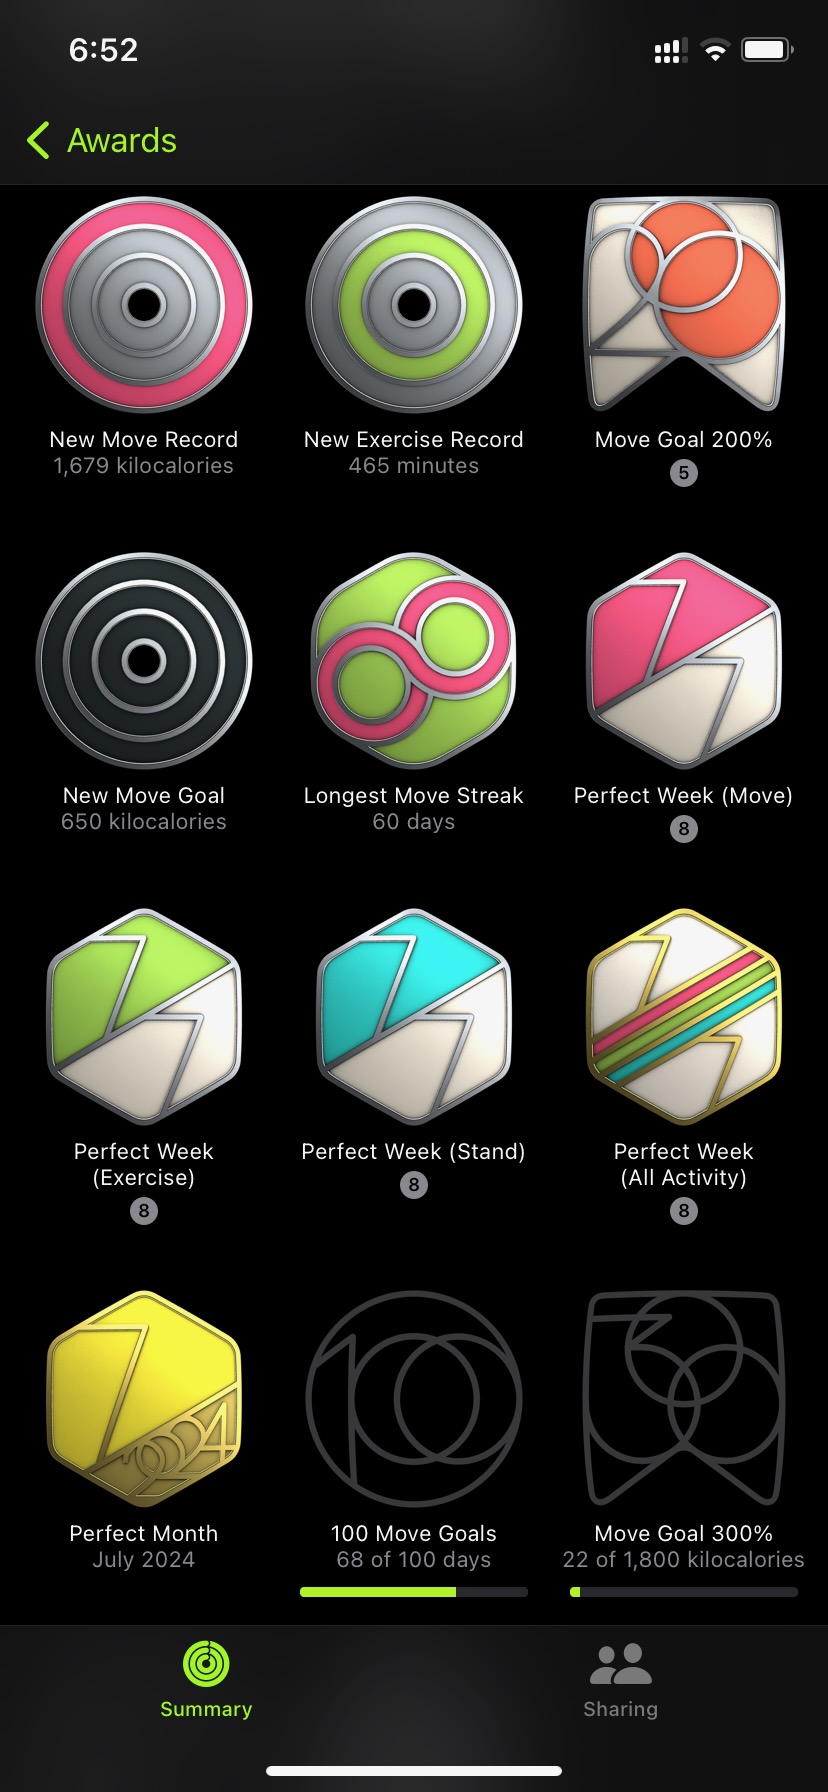 6:52
Awards
New Move Record
1,679 kilocalories
New Exercise Record
465 minutes
Move Goal 200%
5
New Move Goal
650 kilocalories
Longest Move Streak
60 days
Perfect Week (Move)
8
Perfect Week
(Exercise)
8
Perfect Week (Stand)
8
Perfect Week
(All Activity)
8
Perfect Month
July 2024
100 Move Goals
68 of 100 days
Move Goal 300%
22 of 1,800 kilocalories
Summary
Sharing